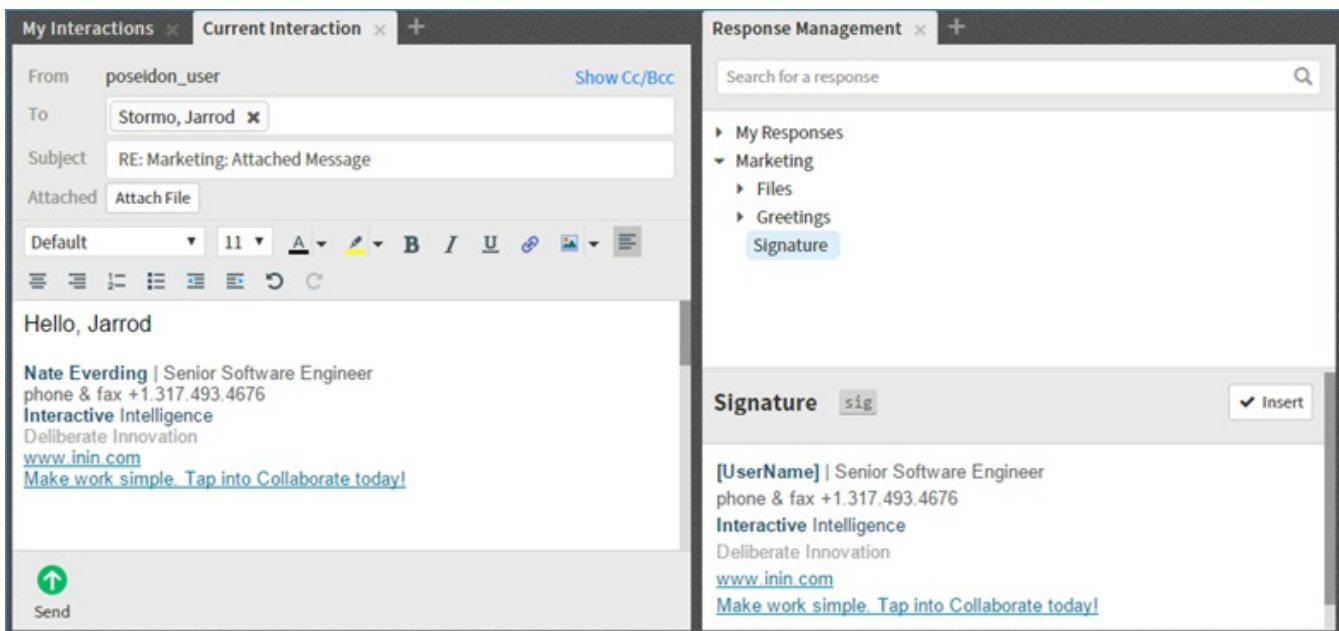 My Interactions × Current Interaction × +
From poseidon_user Show Cc/Bcc
To Stormo, Jarrod ✖
Subject RE: Marketing: Attached Message
Attached Attach File
Default 11 A B I U
Hello, Jarrod
Nate Everding | Senior Software Engineer
phone & fax +1.317.493.4676
Interactive Intelligence
Deliberate Innovation
www.inin.com
Make work simple. Tap into Collaborate today!
Send
Response Management × +
Search for a response
My Responses
Marketing
Files
Greetings
Signature
Signature sig Insert
[UserName] | Senior Software Engineer
phone & fax +1.317.493.4676
Interactive Intelligence
Deliberate Innovation
www.inin.com
Make work simple. Tap into Collaborate today!